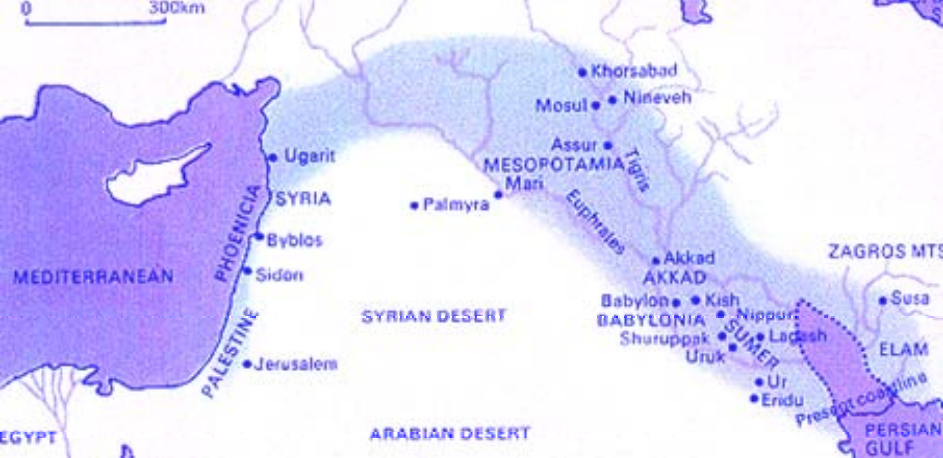 0 300km
Khorsabad
Mosul
Nineveh
Assur
Tigris
MESOPOTAMIA
Ugarit
Mari
SYRIA
Palmyra
Euphrates
PHOENICIA
Byblos
ZAGROS MTS
Akkad
MEDITERRANEAN
Sidon
AKKAD
Babylon
Kish
Susa
SYRIAN DESERT
BABYLONIA
Nippur
Shuruppak
SUMER
Lagash
PALESTINE
Uruk
ELAM
Jerusalem
Ur
Eridu
Present coastline
EGYPT
ARABIAN DESERT
PERSIAN
GULF